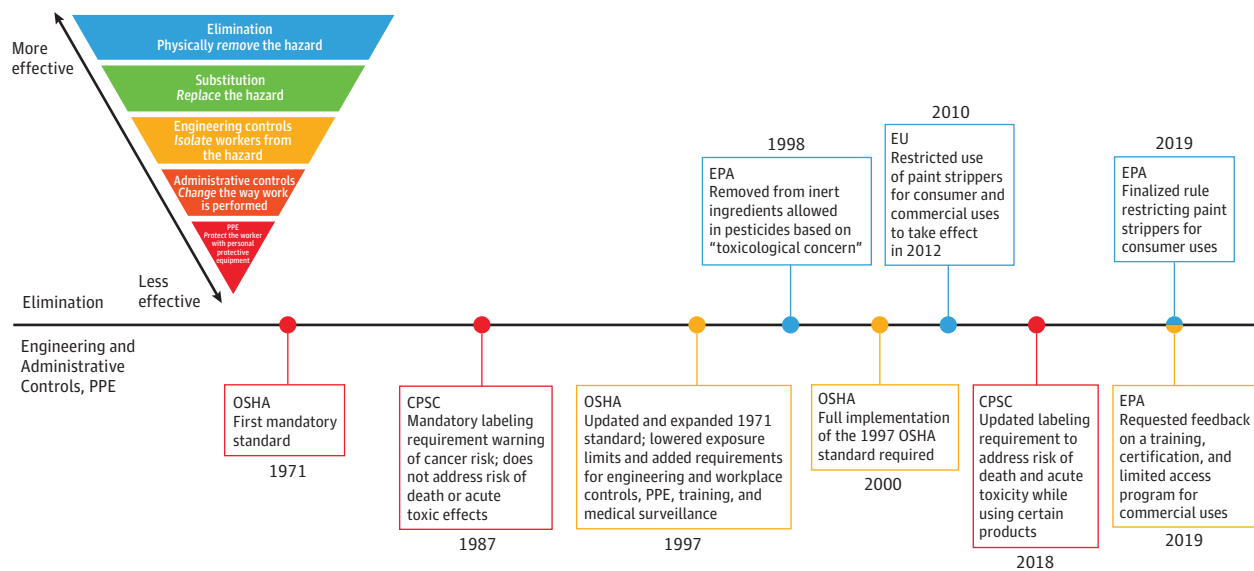 More
effective
Elimination
Physically remove the hazard
Substitution
Replace the hazard
Engineering controls
Isolate workers from
the hazard
Administrative controls
Change the way work
is performed
PPE
Protect the worker
with personal
protective
equipment
Less
effective
Elimination
Engineering and
Administrative
Controls, PPE
OSHA
First mandatory
standard
1971
CPSC
Mandatory labeling
requirement warning
of cancer risk; does
not address risk of
death or acute
toxic effects
1987
OSHA
Updated and expanded 1971
standard; lowered exposure
limits and added requirements
for engineering and workplace
controls, PPE, training, and
medical surveillance
1997
1998
EPA
Removed from inert
ingredients allowed
in pesticides based on
“toxicological concern”
OSHA
Full implementation
of the 1997 OSHA
standard required
2000
2010
EU
Restricted use
of paint strippers
for consumer and
commercial uses
to take effect
in 2012
CPSC
Updated labeling
requirement to
address risk of
death and acute
toxicity while
using certain
products
2018
2019
EPA
Finalized rule
restricting paint
strippers for
consumer uses
EPA
Requested feedback
on a training,
certification, and
limited access
program for
commercial uses
2019